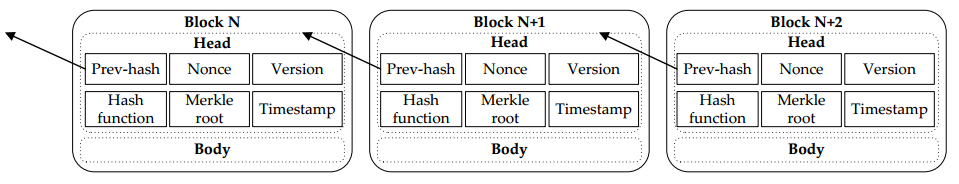 Block N
Head
Prev-hash
Nonce
Version
Hash
function
Merkle
root
Timestamp
Body
Block N+1
Head
Prev-hash
Nonce
Version
Hash
function
Merkle
root
Timestamp
Body
Block N+2
Head
Prev-hash
Nonce
Version
Hash
function
Merkle
root
Timestamp
Body